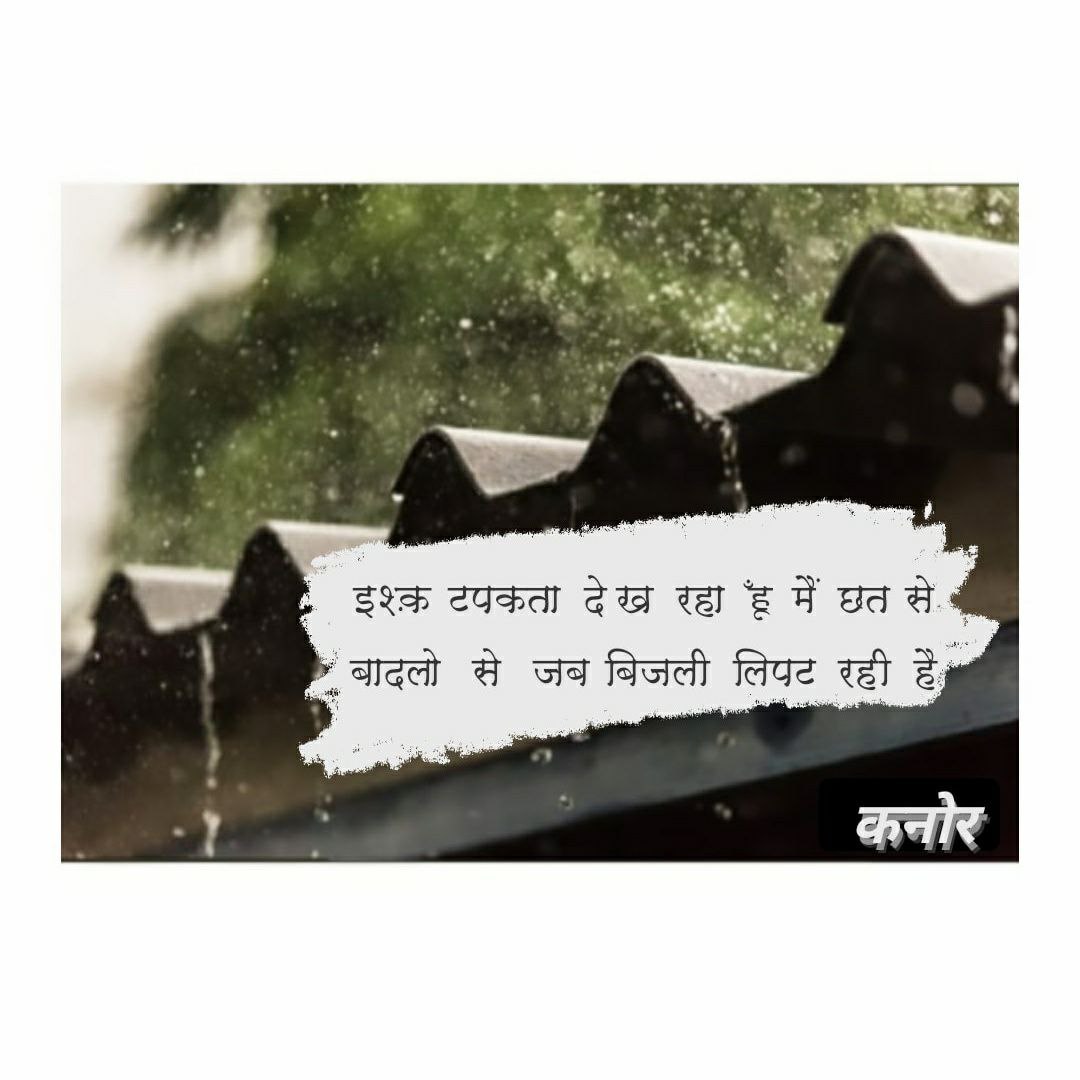 इश्क़ टपकता देख रहा हूँ मैं छत से
बादलो से जब बिजली लिपट रही है
कनोर